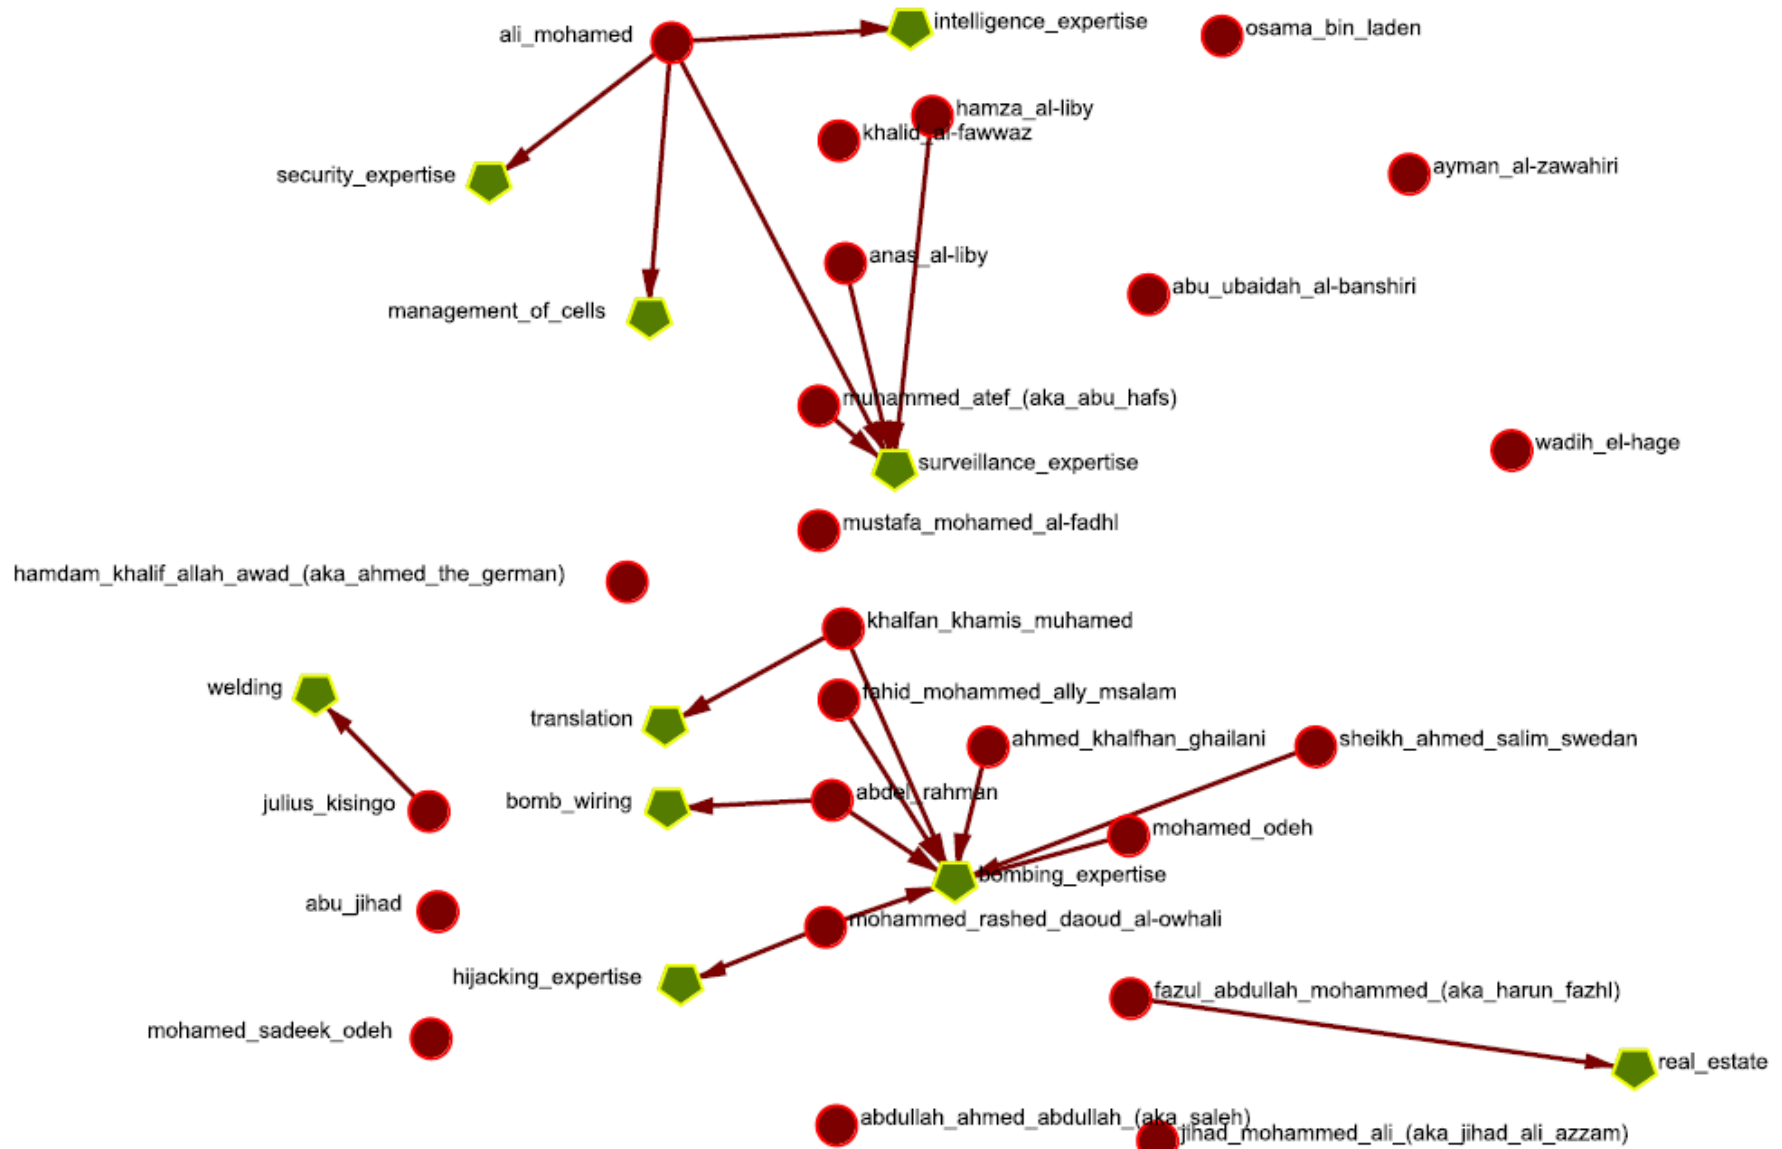 intelligence_expertise
osama_bin_laden
ali_mohamed
hamza_al-liby
khalid_al-fawwaz
ayman_al-zawahiri
security_expertise
anas_al-liby
abu_ubaidah_al-banshiri
management_of_cells
muhammed_atef_(aka_abu_hafs)
wadih_el-hage
surveillance_expertise
mustafa_mohamed_al-fadhl
hamdam_khalif_allah_awad_(aka_ahmed_the_german)
khalfan_khamis_muhamed
welding
fahid_mohammed_ally_msalam
translation
ahmed_khalfhan_ghailani
sheikh_ahmed_salim_swedan
abdel_rahman
bomb_wiring
julius_kisingo
mohamed_odeh
bombing_expertise
abu_jihad
mohammed_rashed_daoud_al-owhali
hijacking_expertise
fazul_abdullah_mohammed_(aka_harun_fazhl)
mohamed_sadeek_odeh
real_estate
abdullah_ahmed_abdullah_(aka_saleh)
jihad_mohammed_ali_(aka_jihad_ali_azzam)